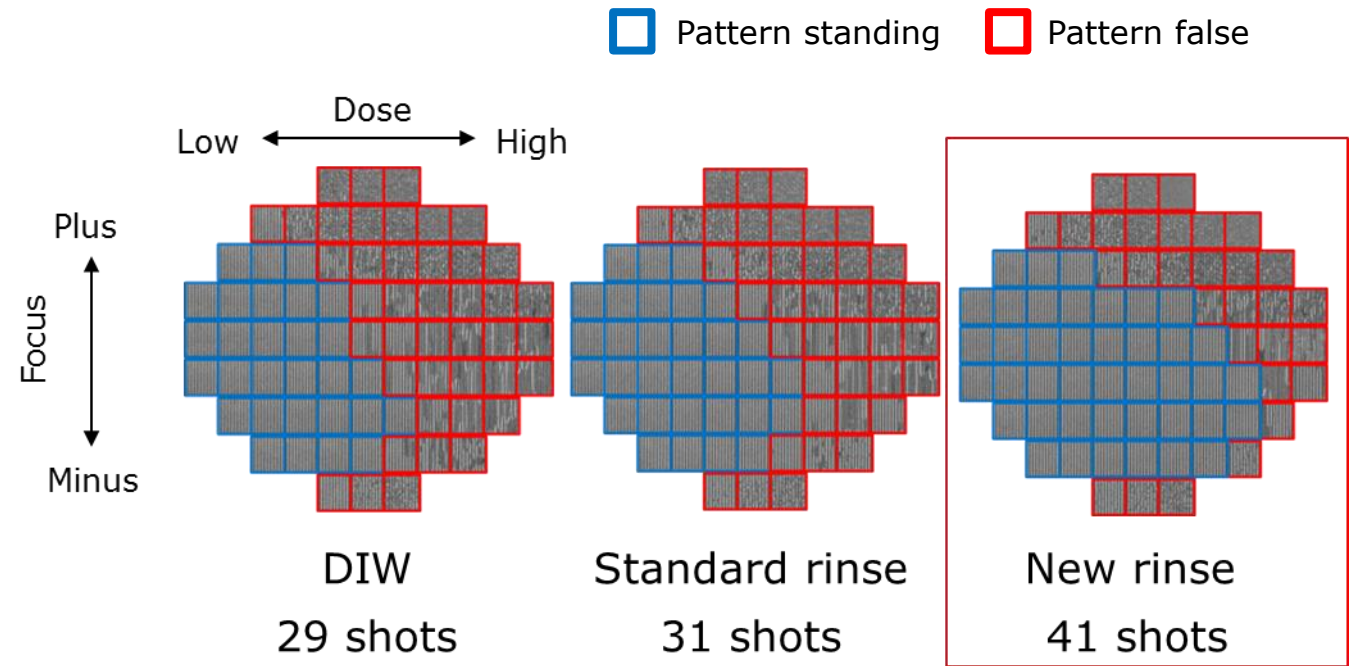 Pattern standing
Pattern false
Dose
Low
High
Plus
Focus
Minus
DIW
Standard rinse
New rinse
29 shots
31 shots
41 shots